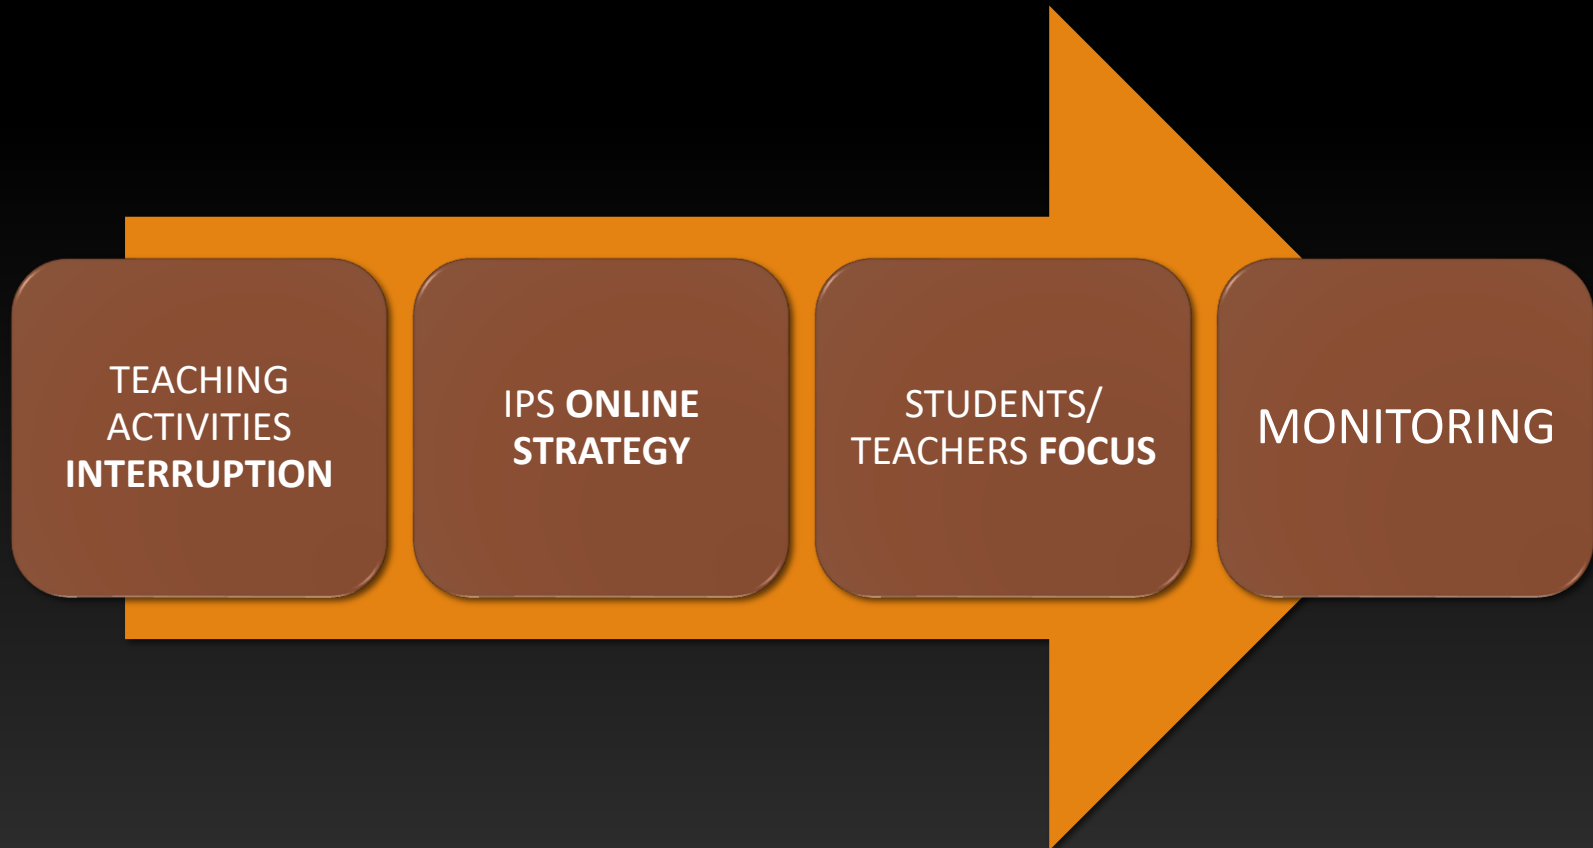 TEACHING
ACTIVITIES
INTERRUPTION
IPS ONLINE
STRATEGY
STUDENTS/
TEACHERS FOCUS
MONITORING